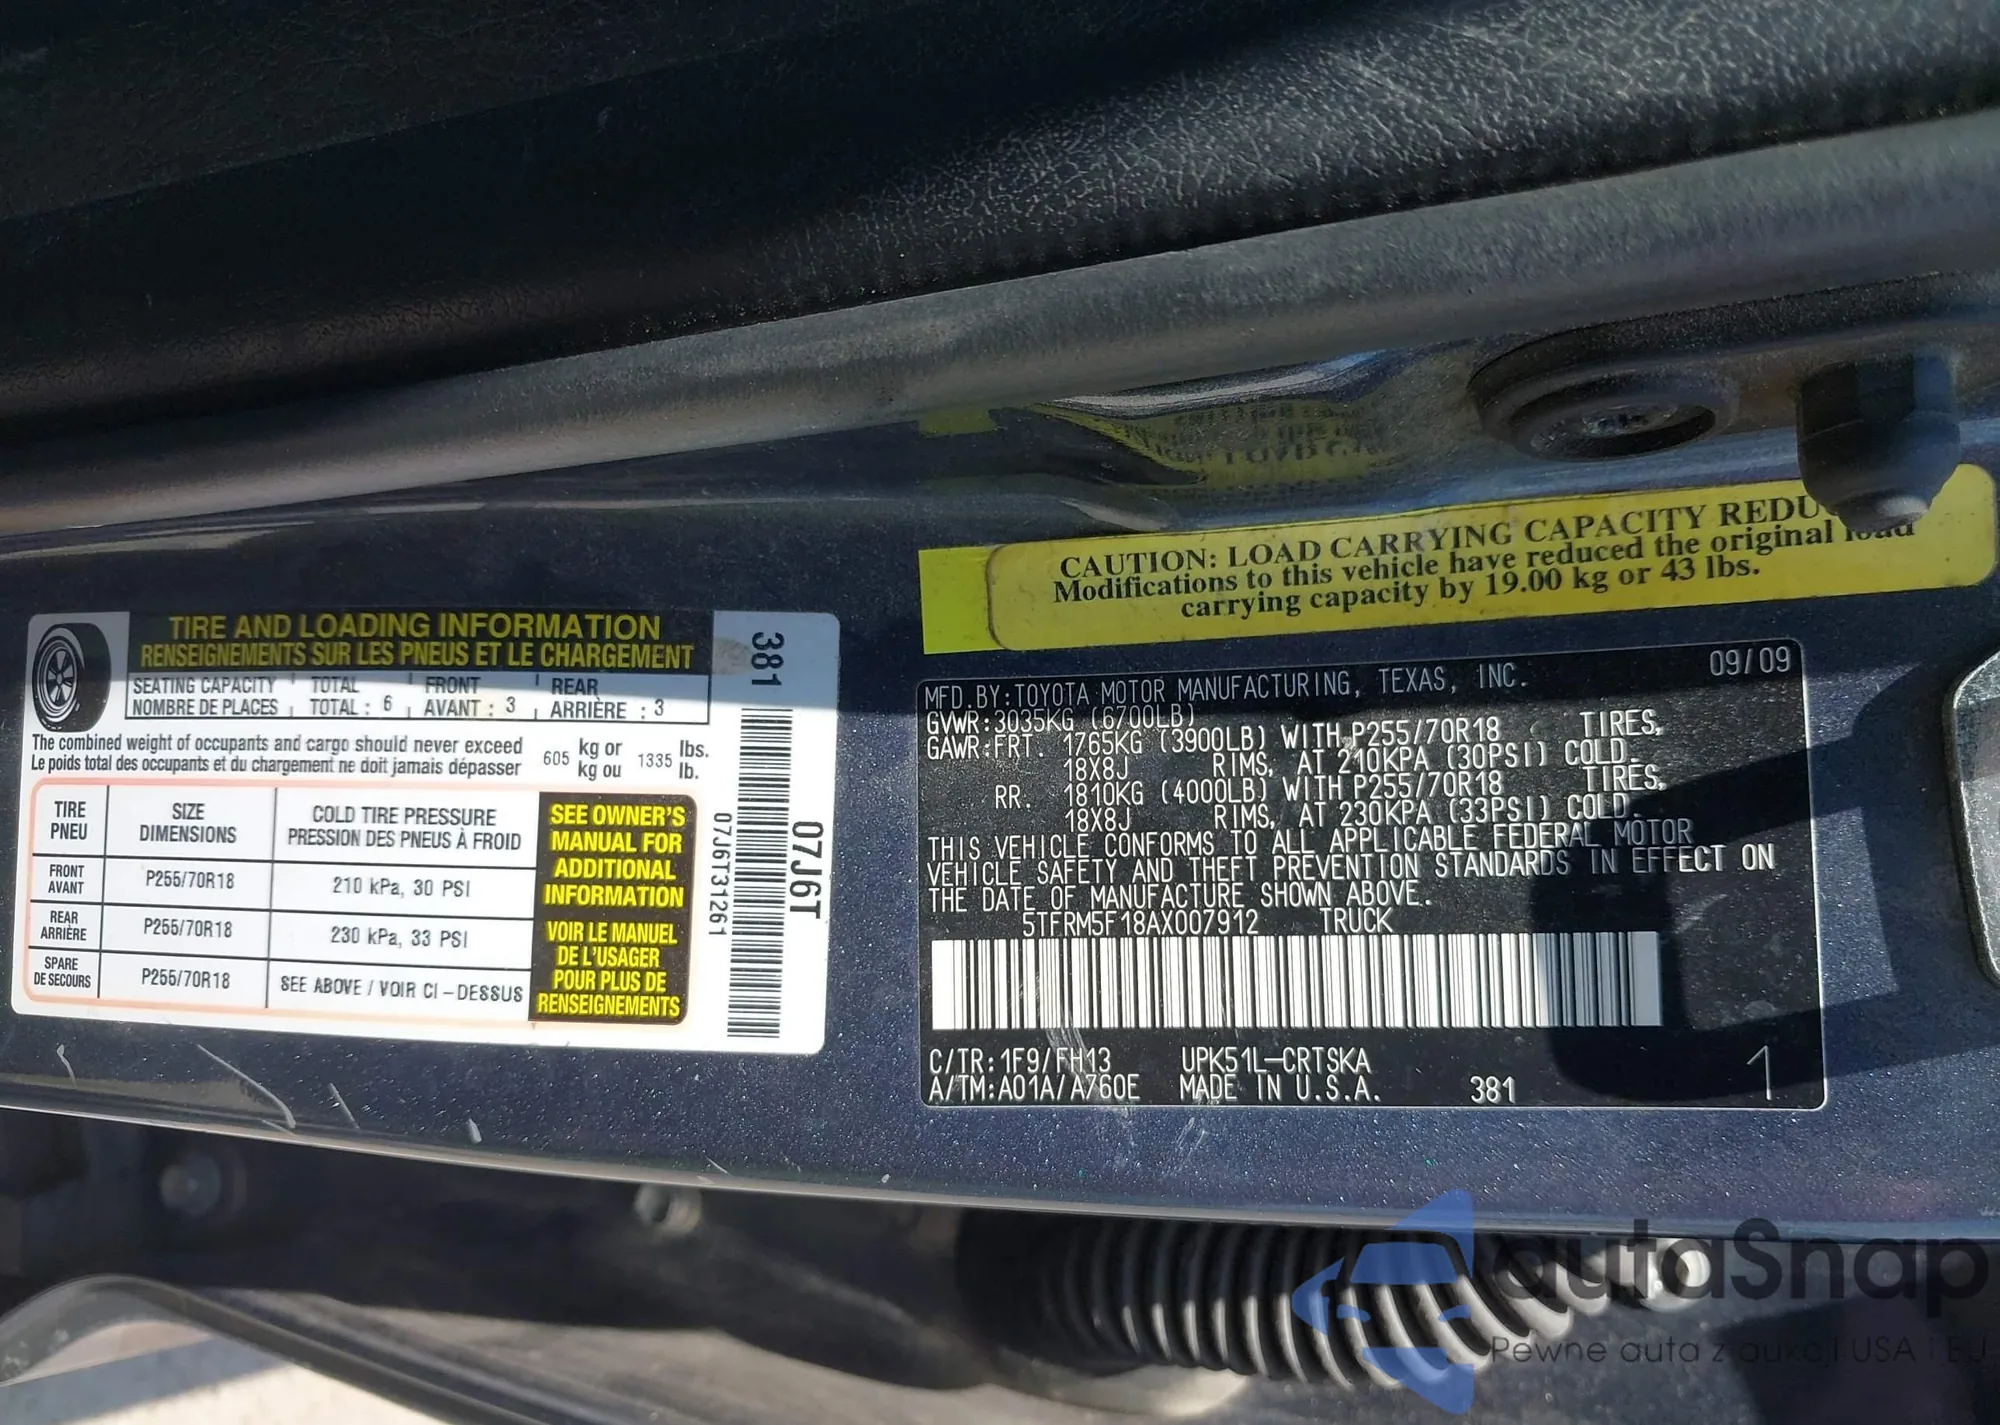 CAUTION: LOAD CARRYING CAPACITY
Modifications to this vehicle have reduced the original load
carrying capacity by 19.00 kg or 43 lbs.
TIRE AND LOADING INFORMATION
RENSEIGNEMENTS SUR LES PNEUS ET LE CHARGEMENT
SEATING CAPACITY TOTAL FRONT REAR
NOMBRE DE PLACES TOTAL : 6 AVANT : 3 ARRIÈRE : 3
The combined weight of occupants and cargo should never exceed 605 kg or 1335 lbs.
Le poids total des occupants et du chargement ne doit jamais dépasser kg ou lb.
TIRE PNEU SIZE DIMENSIONS COLD TIRE PRESSURE PRESSION DES PNEUS À FROID
FRONT AVANT P255/70R18 210 kPa, 30 PSI
REAR ARRIÈRE P255/70R18 230 kPa, 33 PSI
SPARE DE SECOURS P255/70R18 SEE ABOVE / VOIR CI-DESSUS
SEE OWNER'S
MANUAL FOR
ADDITIONAL
INFORMATION
VOIR LE MANUEL
DE L'USAGER
POUR PLUS DE
RENSEIGNEMENTS
381
07J6T31261
07J6T
09/09
MFD.BY:TOYOTA MOTOR MANUFACTURING, TEXAS, INC.
GVWR:3035KG (6700LB)
GAWR:FRT. 1765KG (3900LB) WITH P255/70R18 TIRES,
18X8J RIMS, AT 210KPA (30PSI) COLD.
RR. 1810KG (4000LB) WITH P255/70R18 TIRES,
18X8J RIMS, AT 230KPA (33PSI) COLD.
THIS VEHICLE CONFORMS TO ALL APPLICABLE FEDERAL MOTOR
VEHICLE SAFETY AND THEFT PREVENTION STANDARDS IN EFFECT ON
THE DATE OF MANUFACTURE SHOWN ABOVE.
5TFRM5F18AX007912 TRUCK
C/TR:1F9/FH13 UPK51L-CRTSKA
A/TM:A01A/A760E MADE IN U.S.A. 381 1
autaSnap
Pewne auta z aukcji USA i EU